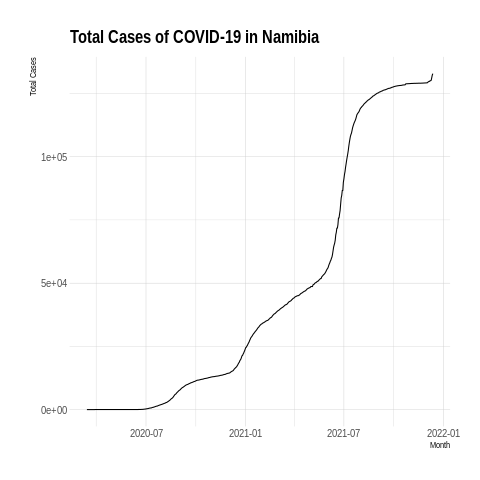 Total Cases of COVID-19 in Namibia
Total Cases
1e+05
5e+04
0e+00
2020-07 2021-01 2021-07 2022-01
Month